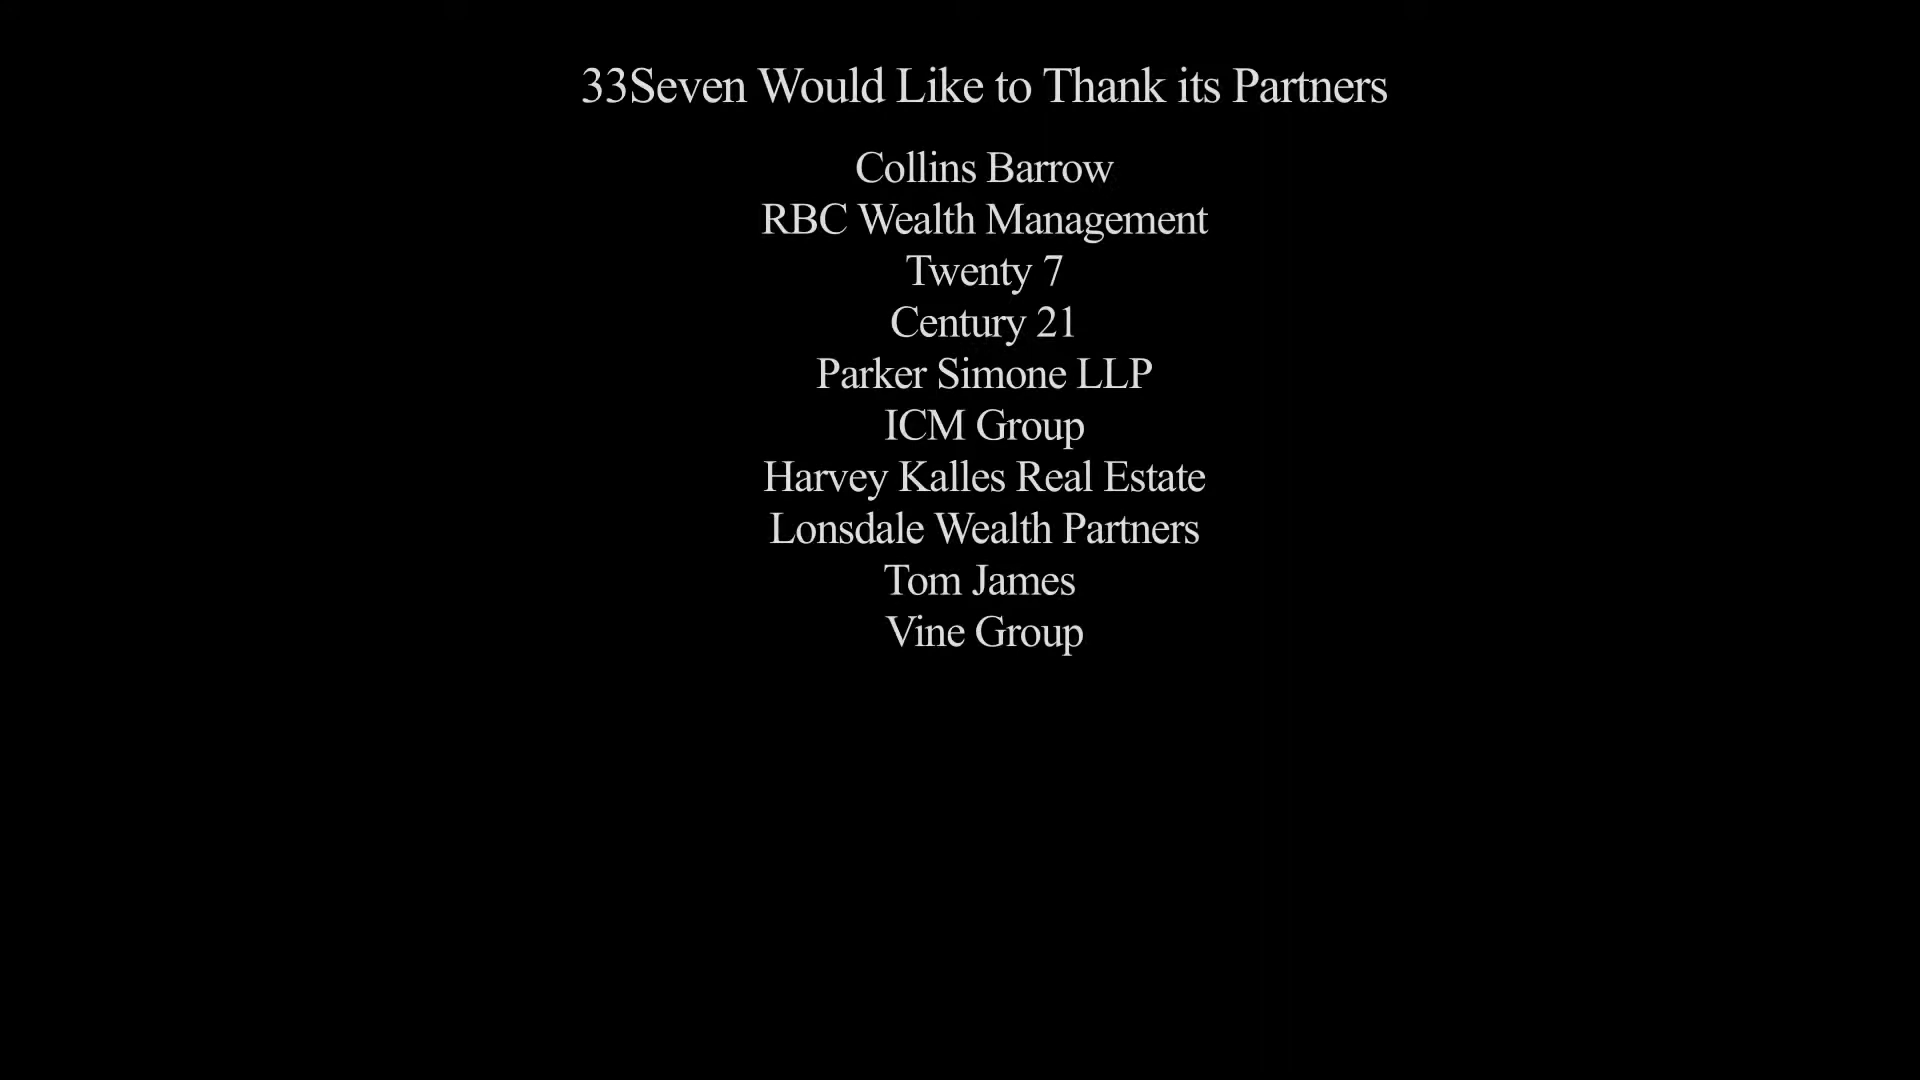 33Seven Would Like to Thank its Partners
Collins Barrow
RBC Wealth Management
Twenty 7
Century 21
Parker Simone LLP
ICM Group
Harvey Kalles Real Estate
Lonsdale Wealth Partners
Tom James
Vine Group